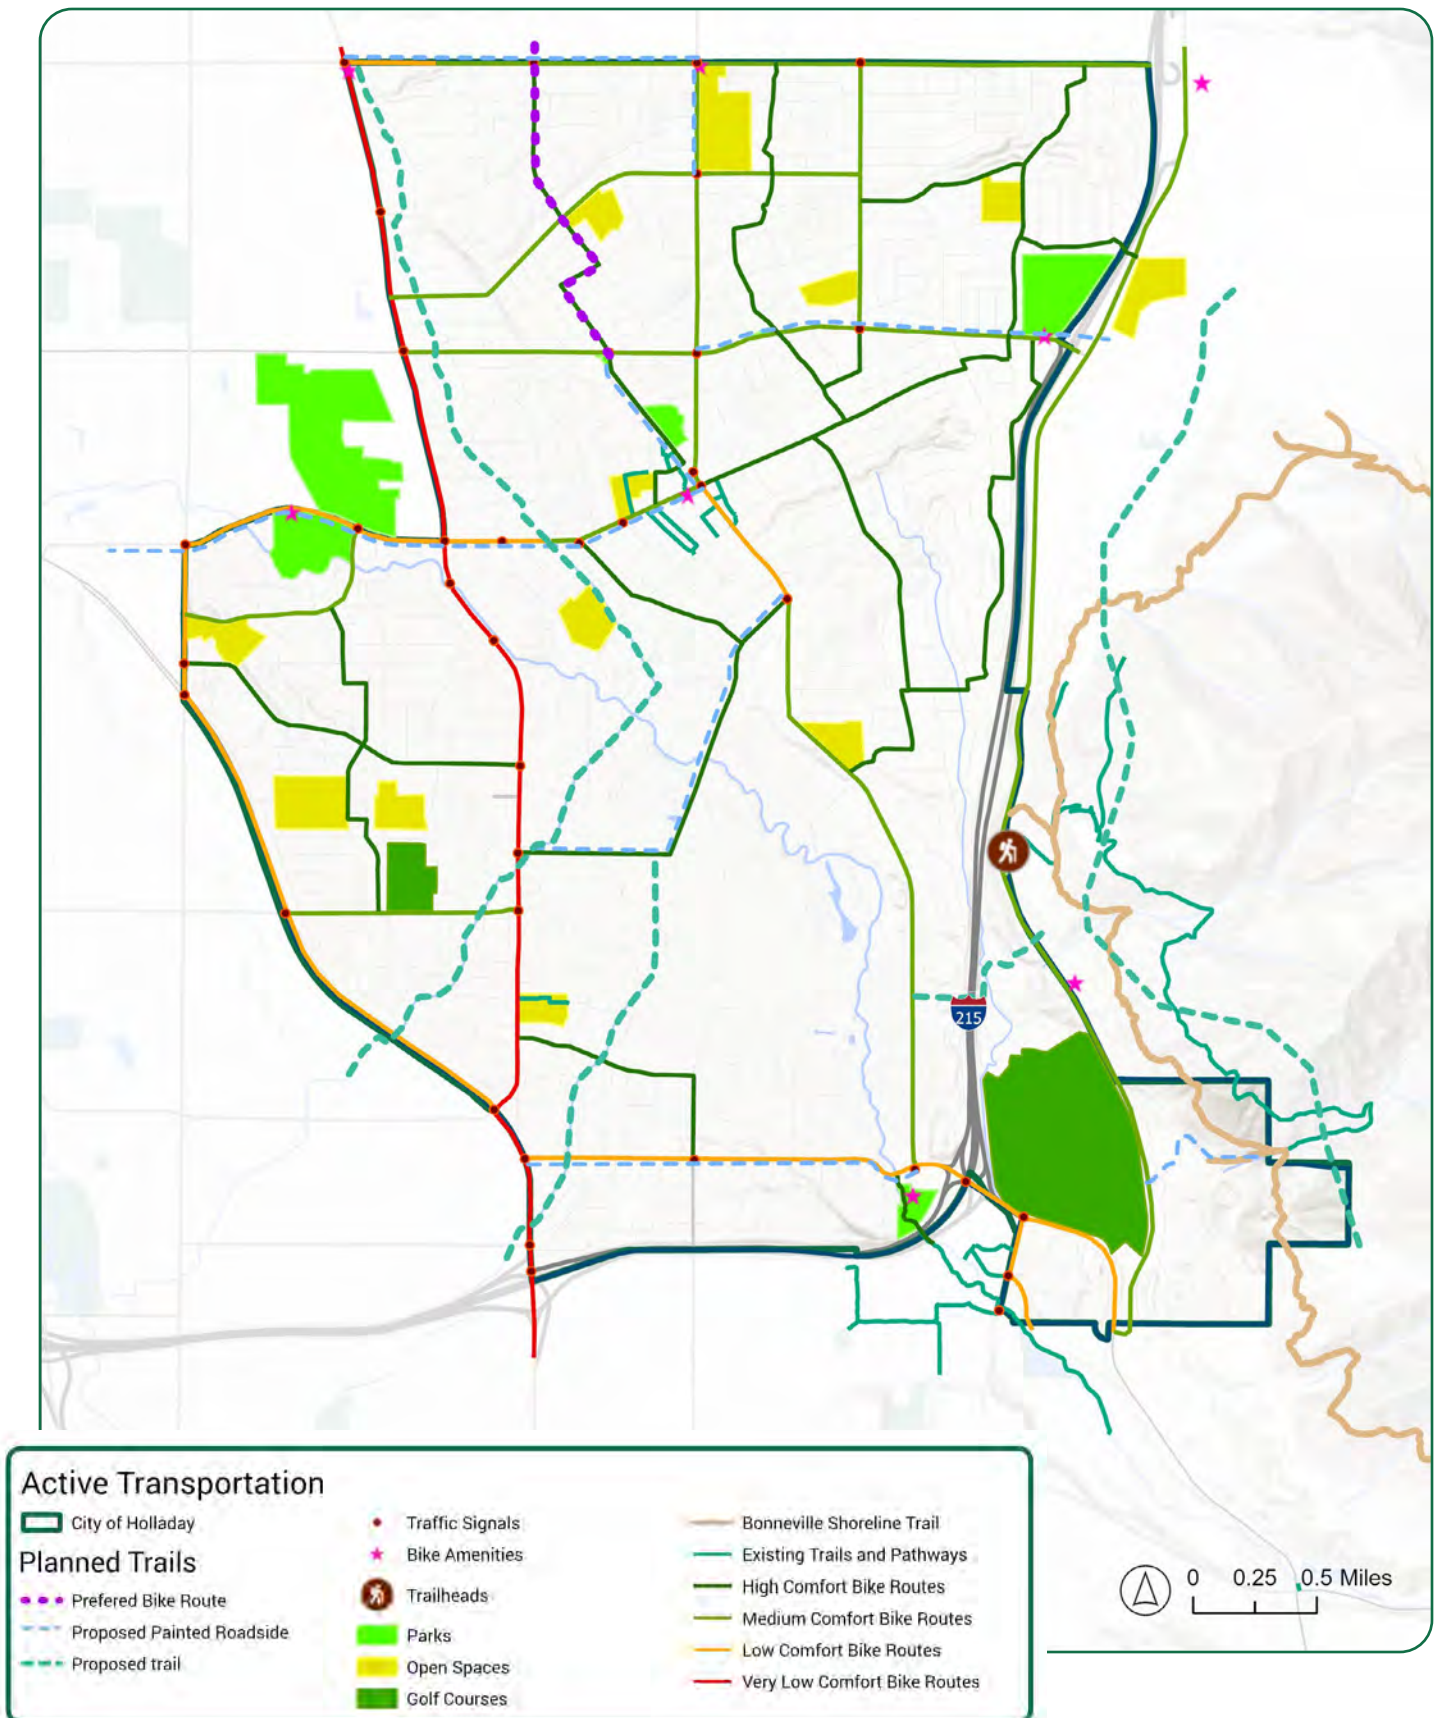 215
Active Transportation
City of Holladay
Planned Trails
Prefered Bike Route
Proposed Painted Roadside
Proposed trail
Traffic Signals
Bike Amenities
Trailheads
Parks
Open Spaces
Golf Courses
Bonneville Shoreline Trail
Existing Trails and Pathways
High Comfort Bike Routes
Medium Comfort Bike Routes
Low Comfort Bike Routes
Very Low Comfort Bike Routes
0 0.25 0.5 Miles